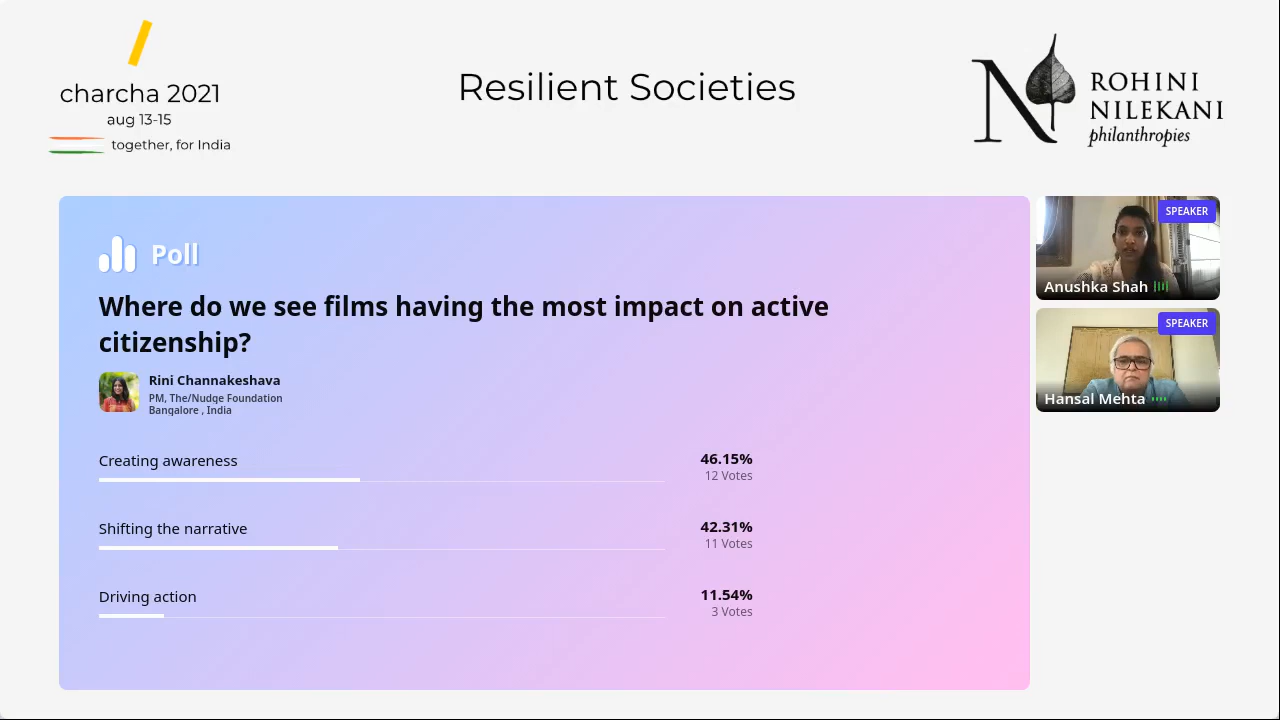 charcha 2021
aug 13-15
together, for India
Resilient Societies
N ROHINI
NILEKANI
philanthropies
Poll
Where do we see films having the most impact on active
citizenship?
Rini Channakeshava
PM, The/Nudge Foundation
Bangalore , India
Creating awareness
46.15%
12 Votes
Shifting the narrative
42.31%
11 Votes
Driving action
11.54%
3 Votes
SPEAKER
Anushka Shah
SPEAKER
Hansal Mehta